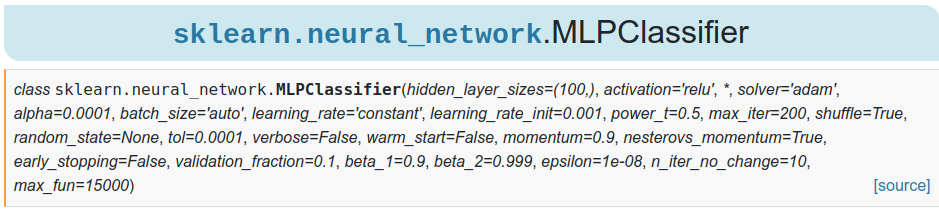 sklearn.neural_network.MLPClassifier
class sklearn.neural_network.MLPClassifier(hidden_layer_sizes=(100,), activation='relu', *, solver='adam',
alpha=0.0001, batch_size='auto', learning_rate='constant', learning_rate_init=0.001, power_t=0.5, max_iter=200, shuffle=True,
random_state=None, tol=0.0001, verbose=False, warm_start=False, momentum=0.9, nesterovs_momentum=True,
early_stopping=False, validation_fraction=0.1, beta_1=0.9, beta_2=0.999, epsilon=1e-08, n_iter_no_change=10,
max_fun=15000) [source]